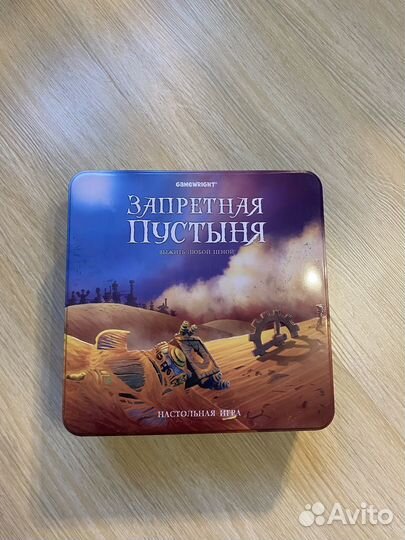 GAMEWRIGHT
ЗАПРЕТНАЯ
ПУСТЫНЯ
ВЫЖИТЬ ЛЮБОЙ ЦЕНОЙ
НАСТОЛЬНАЯ ИГРА
Avito